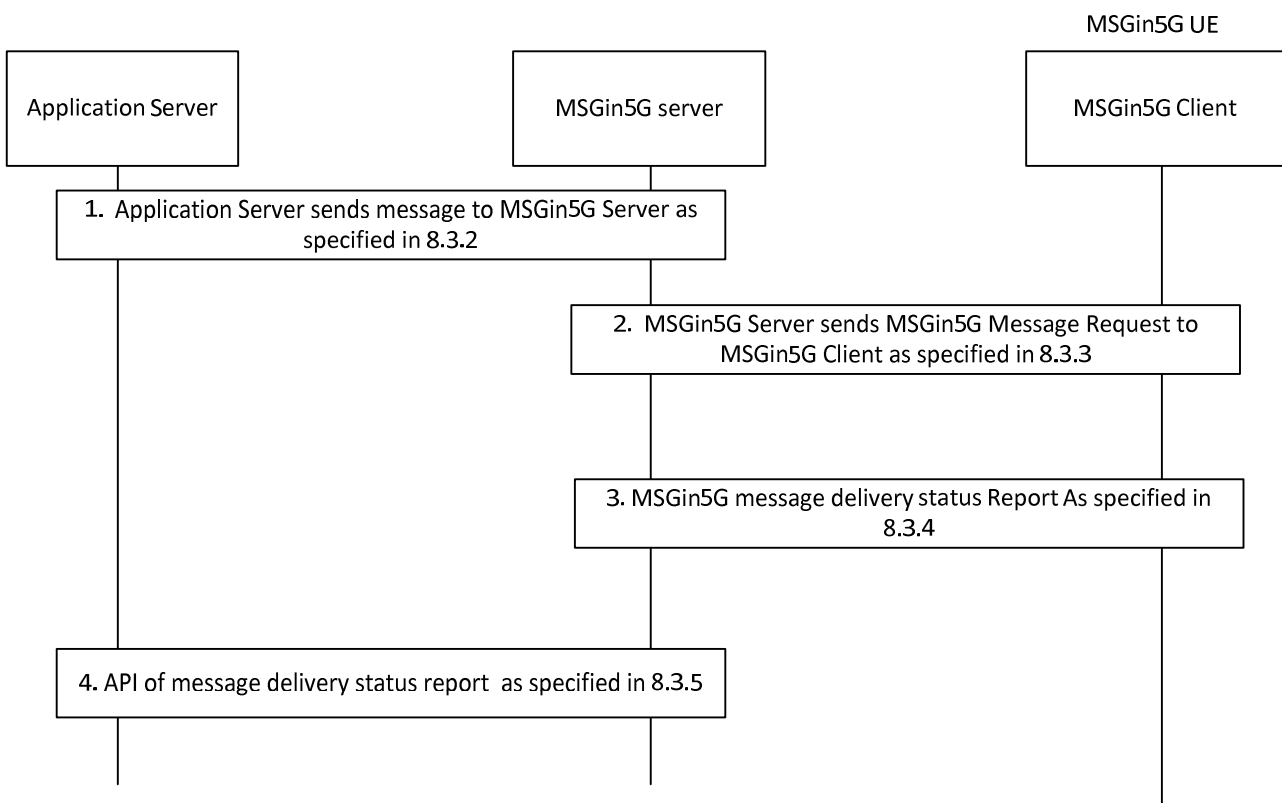 MSGin5G UE
Application Server
MSGin5G server
MSGin5G Client
1. Application Server sends message to MSGin5G Server as
specified in 8.3.2
2. MSGin5G Server sends MSGin5G Message Request to
MSGin5G Client as specified in 8.3.3
3. MSGin5G message delivery status Report As specified in
8.3.4
4. API of message delivery status report as specified in 8.3.5